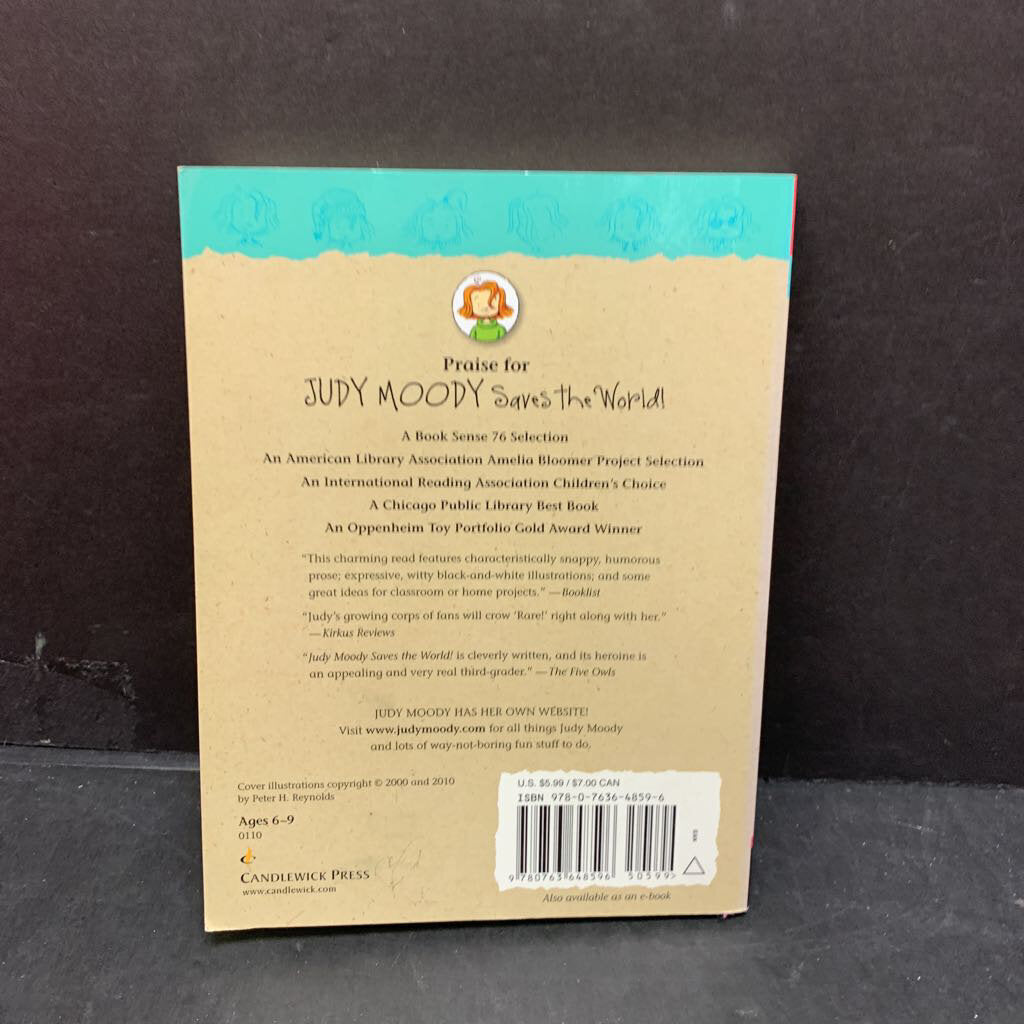 Praise for
JUDY MOODY Saves the World!
A Book Sense 76 Selection
An American Library Association Amelia Bloomer Project Selection
An International Reading Association Children's Choice
A Chicago Public Library Best Book
An Oppenheim Toy Portfolio Gold Award Winner
"This charming read features characteristically snappy, humorous
prose; expressive, witty black-and-white illustrations; and some
great ideas for classroom or home projects." —Booklist
"Judy's growing corps of fans will crow 'Rare!' right along with her."
—Kirkus Reviews
"Judy Moody Saves the World! is cleverly written, and its heroine is
an appealing and very real third-grader." —The Five Owls
JUDY MOODY HAS HER OWN WEBSITE!
Visit www.judymoody.com for all things Judy Moody
and lots of way-not-boring fun stuff to do.
Cover illustrations copyright © 2000 and 2010
by Peter H. Reynolds
Ages 6–9
0110
CANDLEWICK PRESS
www.candlewick.com
U.S. $5.99 / $7.00 CAN
ISBN 978-0-7636-4859-6
9 780763 648596
50599>
Also available as an e-book